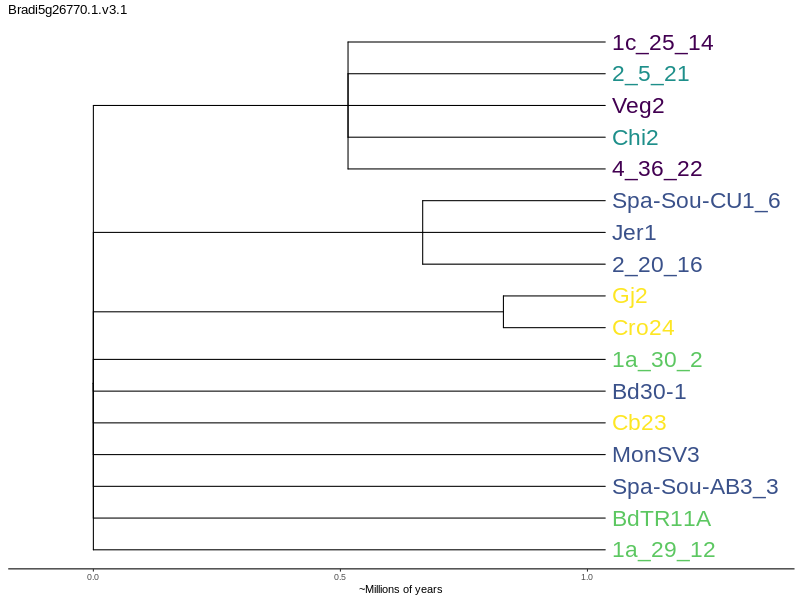 Bradi5g26770.1.v3.1
1c_25_14
2_5_21
Veg2
Chi2
4_36_22
Spa-Sou-CU1_6
Jer1
2_20_16
Gj2
Cro24
1a_30_2
Bd30-1
Cb23
MonSV3
Spa-Sou-AB3_3
BdTR11A
1a_29_12
0.0 0.5 1.0
~Millions of years